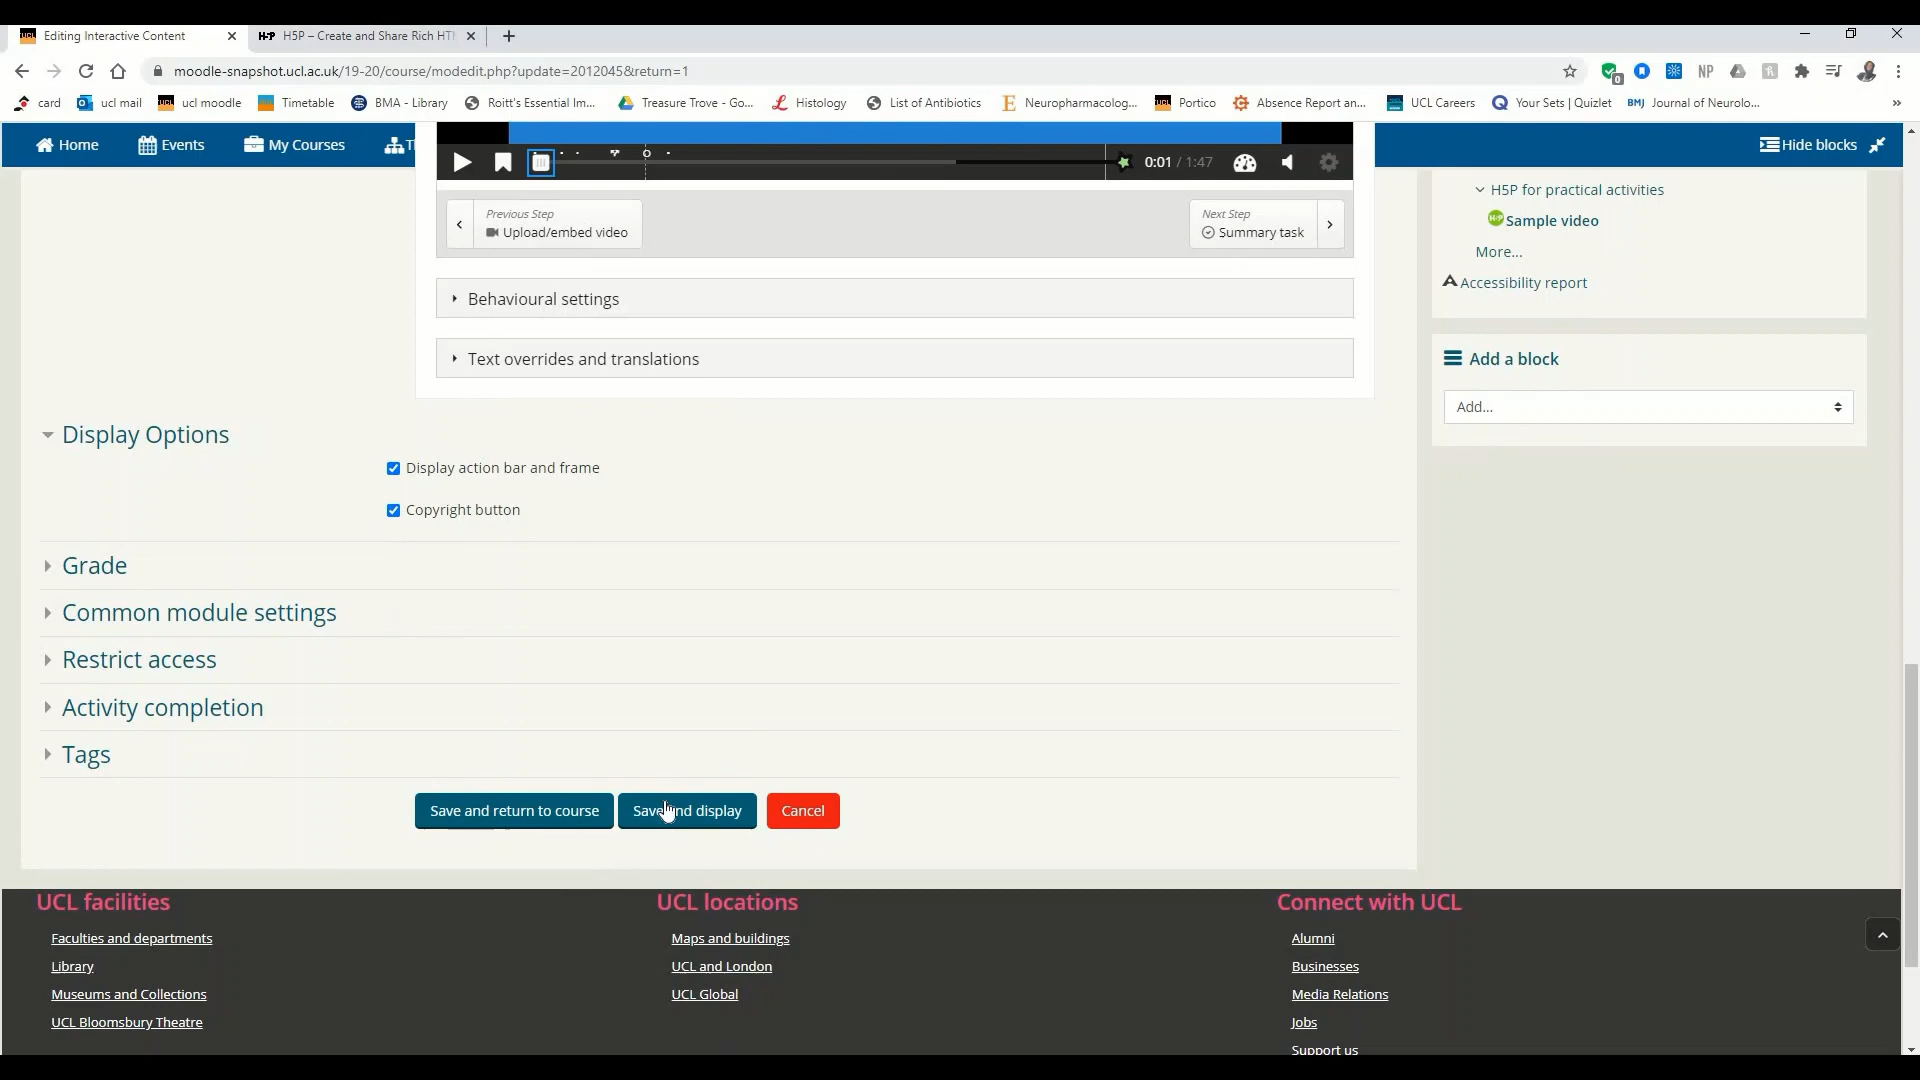 Editing Interactive Content
H5P – Create and Share Rich HT
moodle-snapshot.ucl.ac.uk/19-20/course/modedit.php?update=2012045&return=1
0
NP
card
ucl mail
ucl moodle
Timetable
BMA - Library
Roitt's Essential Im...
Treasure Trove - Go...
Histology
List of Antibiotics
Neuropharmacolog...
Portico
Absence Report an...
UCL Careers
Your Sets | Quizlet
BMJ
Journal of Neurolo...
Home
Events
My Courses
Hide blocks
0:01 / 1:47
Previous Step
Upload/embed video
Next Step
Summary task
Behavioural settings
Text overrides and translations
H5P for practical activities
Sample video
More...
Accessibility report
Add a block
Add...
Display Options
Display action bar and frame
Copyright button
Grade
Common module settings
Restrict access
Activity completion
Tags
Save and return to course
Save and display
Cancel
UCL facilities
Faculties and departments
Library
Museums and Collections
UCL Bloomsbury Theatre
UCL locations
Maps and buildings
UCL and London
UCL Global
Connect with UCL
Alumni
Businesses
Media Relations
Jobs
Support us